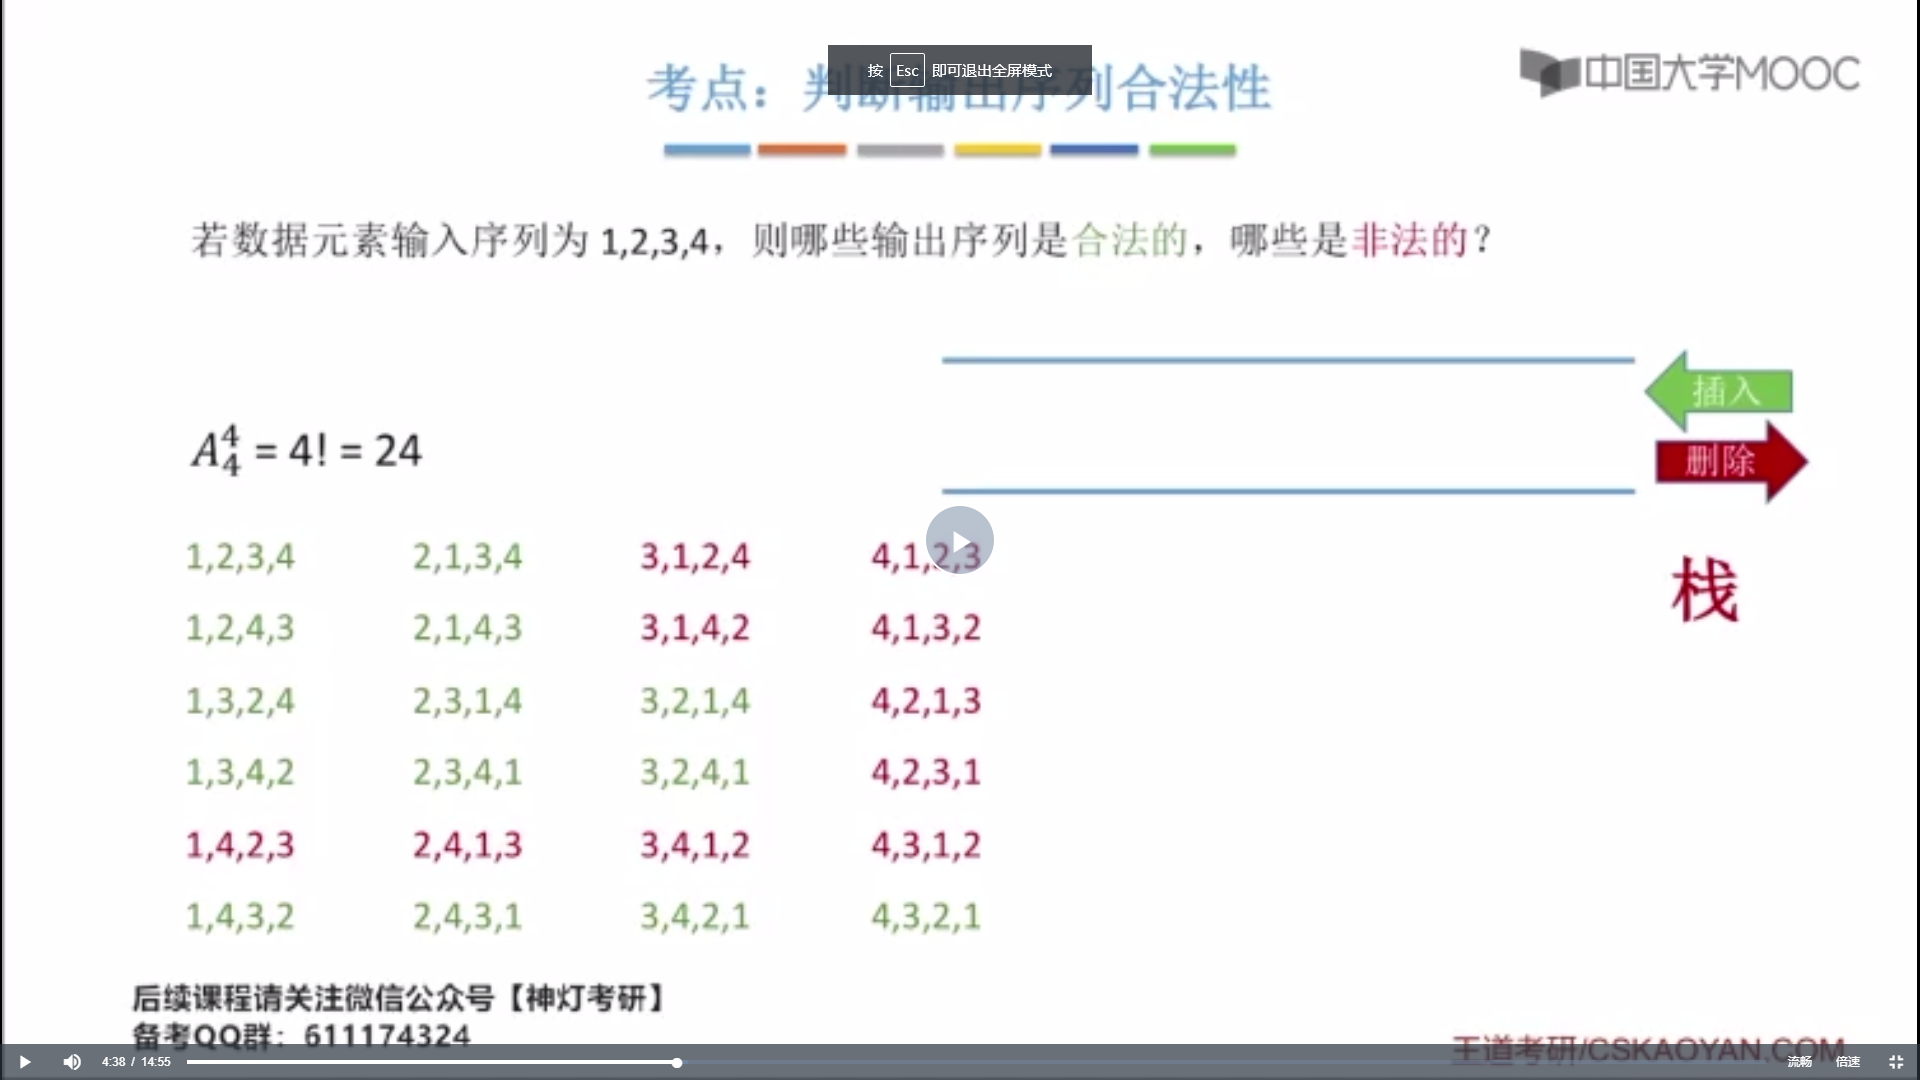 按 Esc 即可退出全屏模式
考点：判断输出序列合法性
中国大学MOOC
若数据元素输入序列为 1,2,3,4，则哪些输出序列是合法的，哪些是非法的？
插入
删除
A₄⁴ = 4! = 24
栈
1,2,3,4 2,1,3,4 3,1,2,4 4,1,2,3
1,2,4,3 2,1,4,3 3,1,4,2 4,1,3,2
1,3,2,4 2,3,1,4 3,2,1,4 4,2,1,3
1,3,4,2 2,3,4,1 3,2,4,1 4,2,3,1
1,4,2,3 2,4,1,3 3,4,1,2 4,3,1,2
1,4,3,2 2,4,3,1 3,4,2,1 4,3,2,1
后续课程请关注微信公众号【神灯考研】
备考QQ群：611174324
王道考研/CSKAOYAN.COM
4:38 / 14:55 流畅 倍速